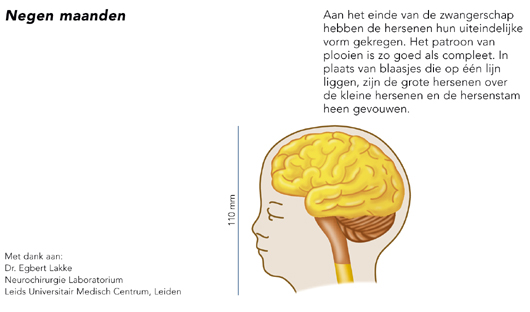 Negen maanden
Aan het einde van de zwangerschap
hebben de hersenen hun uiteindelijke
vorm gekregen. Het patroon van
plooien is zo goed als compleet. In
plaats van blaasjes die op één lijn
liggen, zijn de grote hersenen over
de kleine hersenen en de hersenstam
heen gevouwen.
110 mm
Met dank aan:
Dr. Egbert Lakke
Neurochirurgie Laboratorium
Leids Universitair Medisch Centrum, Leiden